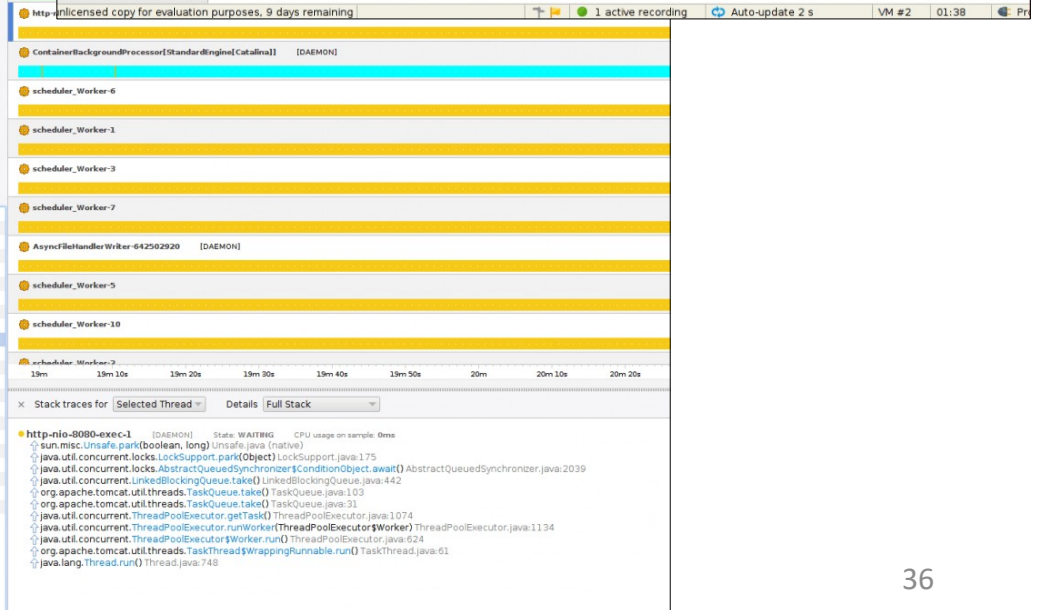 http-
unlicensed copy for evaluation purposes, 9 days remaining 1 active recording Auto-update 2 s VM #2 01:38 Pr
ContainerBackgroundProcessor[StandardEngine[Catalina]] [DAEMON]
scheduler_Worker-6
scheduler_Worker-1
scheduler_Worker-3
scheduler_Worker-7
AsyncFileHandlerWriter-642502920 [DAEMON]
scheduler_Worker-5
scheduler_Worker-10
scheduler_Worker-2
19m 19m 10s 19m 20s 19m 30s 19m 40s 19m 50s 20m 20m 10s 20m 20s
× Stack traces for Selected Thread Details Full Stack
http-nio-8080-exec-1 [DAEMON] State: WAITING CPU usage on sample: 0ms
sun.misc.Unsafe.park(boolean, long) Unsafe.java (native)
java.util.concurrent.locks.LockSupport.park(Object) LockSupport.java:175
java.util.concurrent.locks.AbstractQueuedSynchronizer$ConditionObject.await() AbstractQueuedSynchronizer.java:2039
java.util.concurrent.LinkedBlockingQueue.take() LinkedBlockingQueue.java:442
org.apache.tomcat.util.threads.TaskQueue.take() TaskQueue.java:103
org.apache.tomcat.util.threads.TaskQueue.take() TaskQueue.java:31
java.util.concurrent.ThreadPoolExecutor.getTask() ThreadPoolExecutor.java:1074
java.util.concurrent.ThreadPoolExecutor.runWorker(ThreadPoolExecutor$Worker) ThreadPoolExecutor.java:1134
java.util.concurrent.ThreadPoolExecutor$Worker.run() ThreadPoolExecutor.java:624
org.apache.tomcat.util.threads.TaskThread$WrappingRunnable.run() TaskThread.java:61
java.lang.Thread.run() Thread.java:748
36